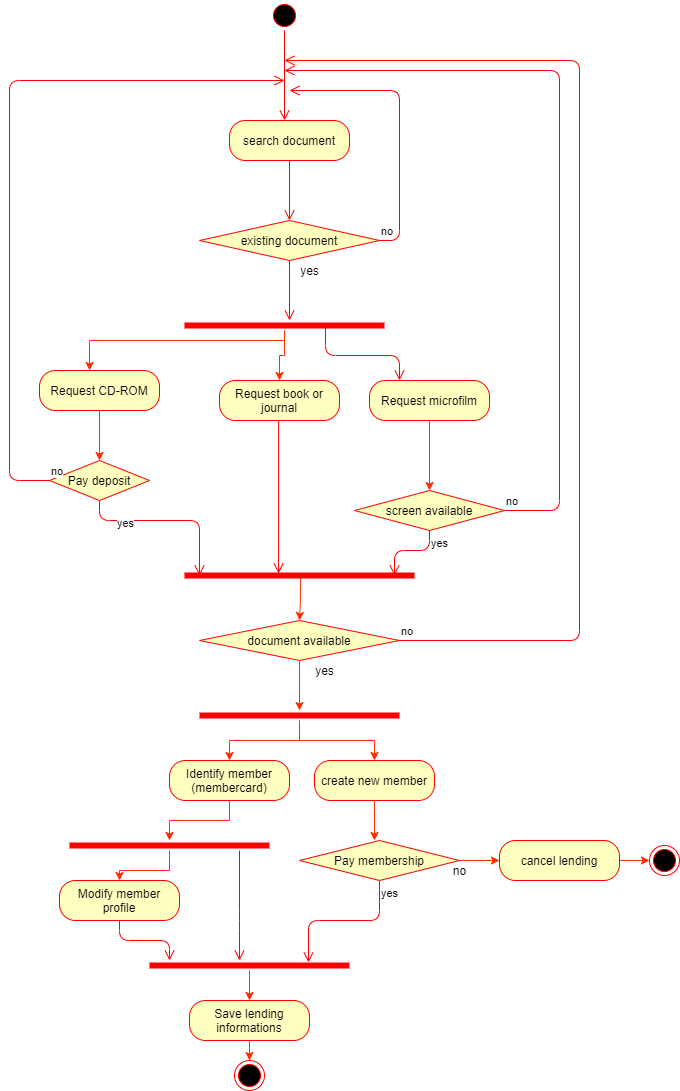 search document
existing document
no
yes
Request CD-ROM
Request book or
journal
Request microfilm
no
Pay deposit
yes
screen available
no
yes
document available
no
yes
Identify member
(membercard)
create new member
Pay membership
no
yes
cancel lending
Modify member
profile
Save lending
informations